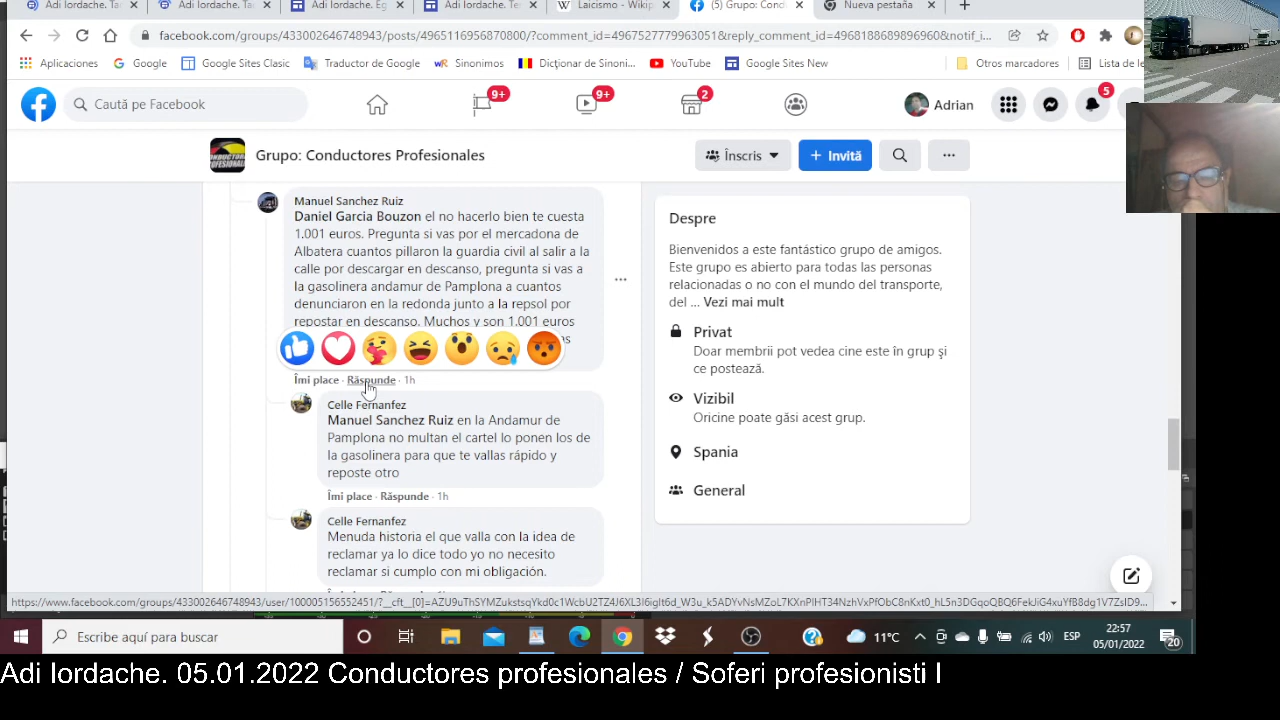 Adi Iordache. Tar
Adi Iordache. Ta
Adi Iordache. Eg
Adi Iordache. Te
Laicismo - Wikip
(5) Grupo: Cond
Nueva pestaña
facebook.com/groups/433002646748943/posts/4965116956870800/?comment_id=4967527779963051&reply_comment_id=4968188689896960&notif_i...
Aplicaciones
Google
Google Sites Clasic
Traductor de Google
Sinonimos
Dicționar de Sinoni...
YouTube
Google Sites New
Otros marcadores
Lista de le
Caută pe Facebook
9+
9+
2
Adrian
5
Grupo: Conductores Profesionales
Înscris
+ Invită
Manuel Sanchez Ruiz
Daniel Garcia Bouzon el no hacerlo bien te cuesta
1.001 euros. Pregunta si vas por el mercadona de
Albatera cuantos pillaron la guardia civil al salir a la
calle por descargar en descanso, pregunta si vas a
la gasolinera andamur de Pamplona a cuantos
denunciaron en la redonda junto a la repsol por
repostar en descanso. Muchos y son 1.001 euros
Îmi place · Răspunde · 1h
Celle Fernanfez
Manuel Sanchez Ruiz en la Andamur de
Pamplona no multan el cartel lo ponen los de
la gasolinera para que te vallas rápido y
reposte otro
Îmi place · Răspunde · 1h
Celle Fernanfez
Menuda historia el que valla con la idea de
reclamar ya lo dice todo yo no necesito
reclamar si cumplo con mi obligación.
Despre
Bienvenidos a este fantástico grupo de amigos.
Este grupo es abierto para todas las personas
relacionadas o no con el mundo del transporte,
del ... Vezi mai mult
Privat
Doar membrii pot vedea cine este în grup şi
ce postează.
Vizibil
Oricine poate găsi acest grup.
Spania
General
Escribe aquí para buscar
11°C
ESP
22:57
05/01/2022
20
Adi Iordache. 05.01.2022 Conductores profesionales / Soferi profesionisti I